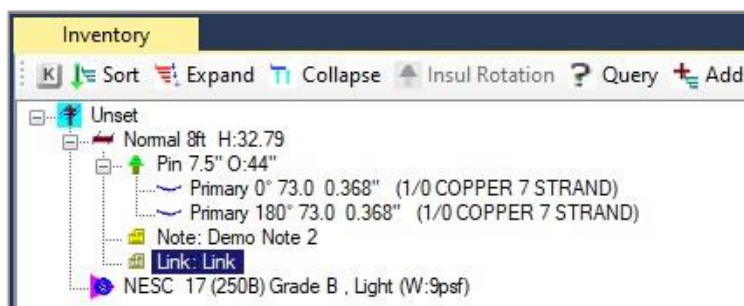 Inventory
K Sort Expand Collapse Insul Rotation ? Query Add
Unset
Normal 8ft H:32.79
Pin 7.5" O:44"
Primary 0° 73.0 0.368" (1/0 COPPER 7 STRAND)
Primary 180° 73.0 0.368" (1/0 COPPER 7 STRAND)
Note: Demo Note 2
Link: Link
NESC 17 (250B) Grade B , Light (W:9psf)